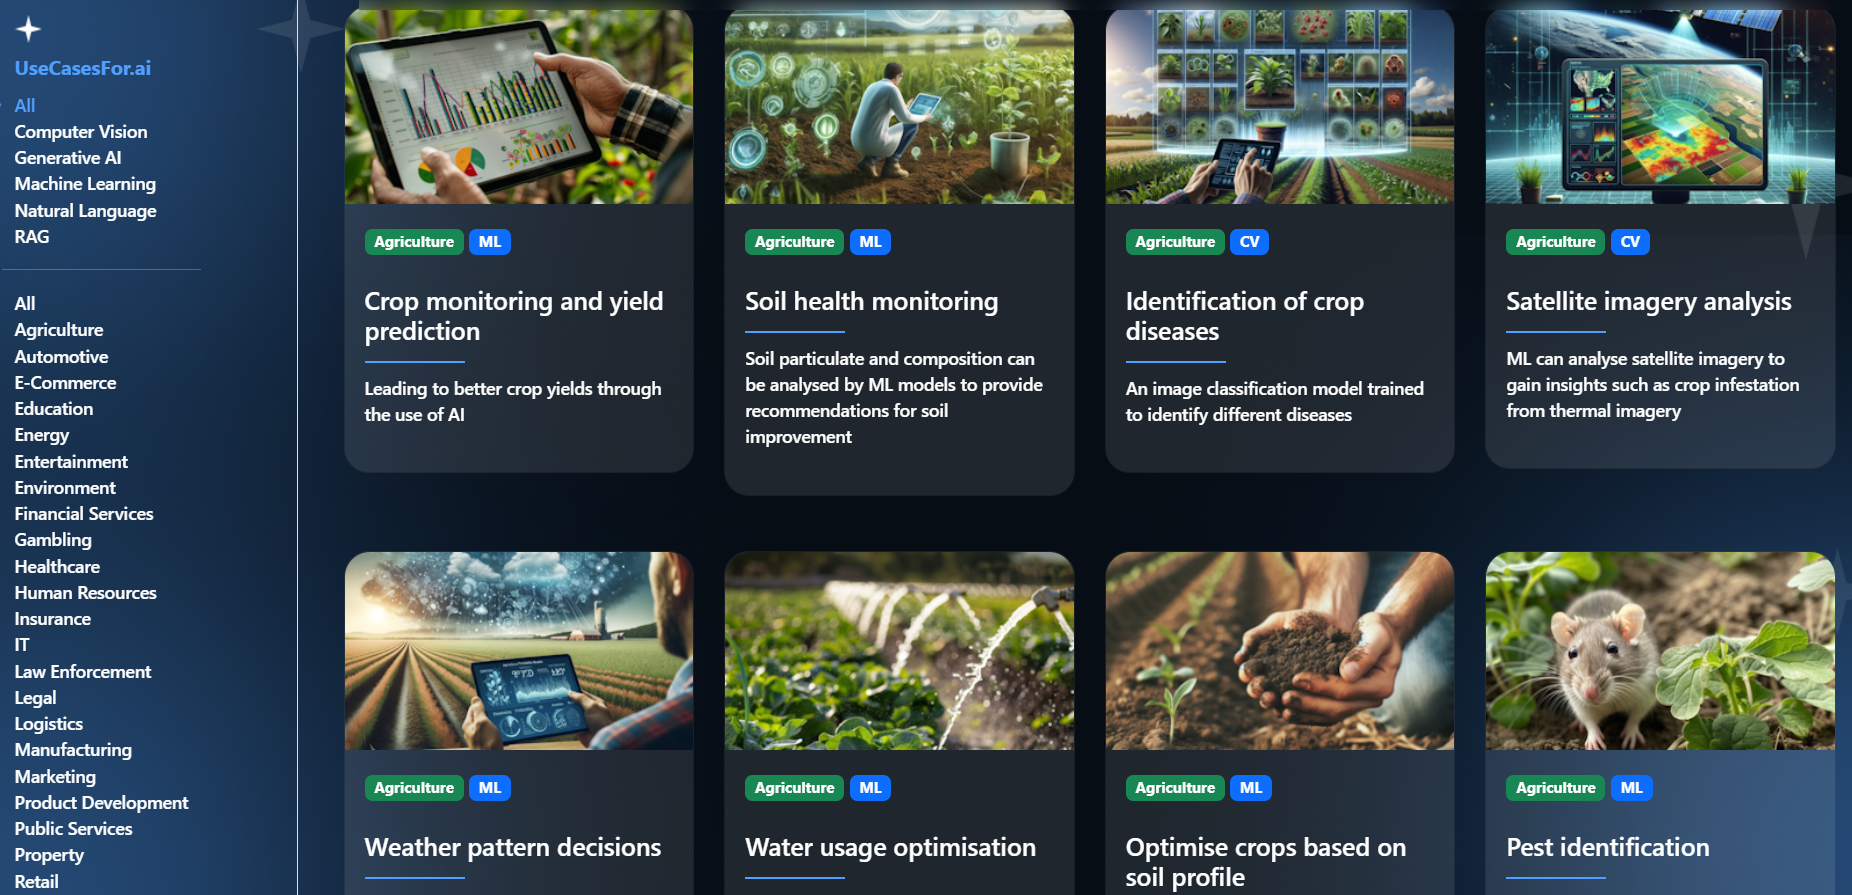 UseCasesFor.ai
All
Computer Vision
Generative AI
Machine Learning
Natural Language
RAG
All
Agriculture
Automotive
E-Commerce
Education
Energy
Entertainment
Environment
Financial Services
Gambling
Healthcare
Human Resources
Insurance
IT
Law Enforcement
Legal
Logistics
Manufacturing
Marketing
Product Development
Public Services
Property
Retail
Agriculture ML
Crop monitoring and yield
prediction
Leading to better crop yields through
the use of AI
Agriculture ML
Soil health monitoring
Soil particulate and composition can
be analysed by ML models to provide
recommendations for soil
improvement
Agriculture CV
Identification of crop
diseases
An image classification model trained
to identify different diseases
Agriculture CV
Satellite imagery analysis
ML can analyse satellite imagery to
gain insights such as crop infestation
from thermal imagery
Agriculture ML
Weather pattern decisions
Agriculture ML
Water usage optimisation
Agriculture ML
Optimise crops based on
soil profile
Agriculture ML
Pest identification